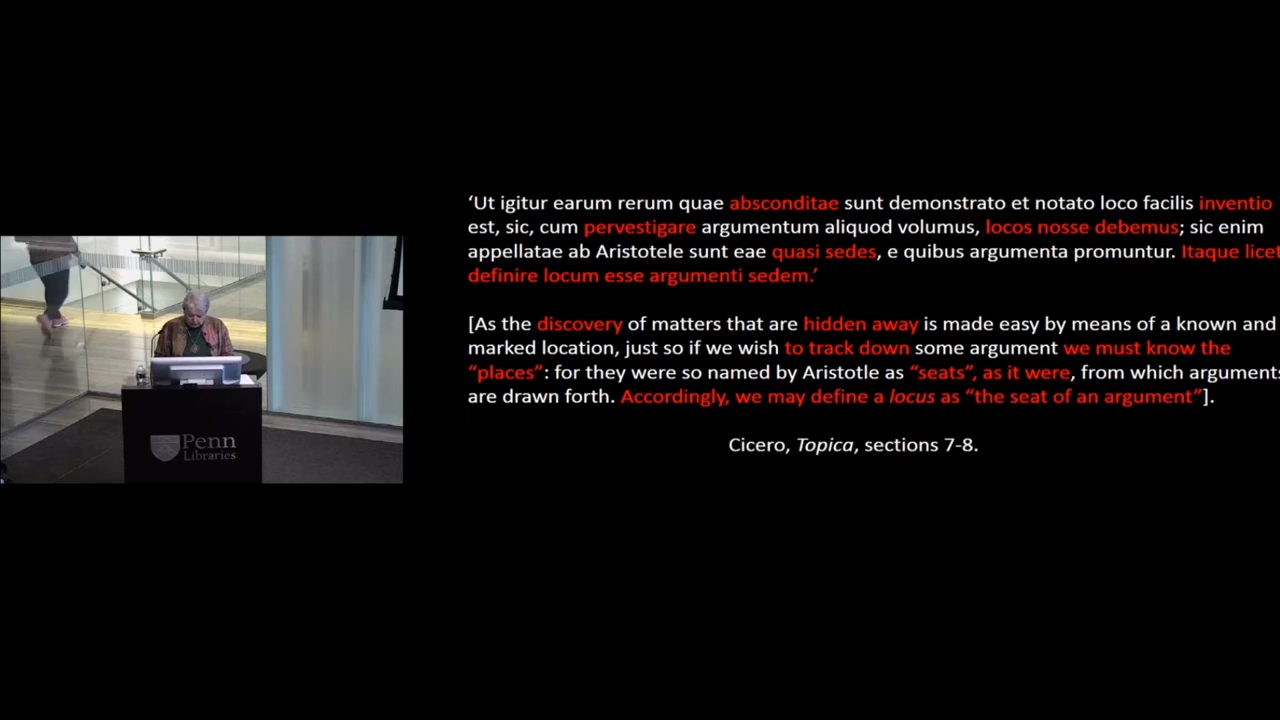 ‘Ut igitur earum rerum quae absconditae sunt demonstrato et notato loco facilis inventio
est, sic, cum pervestigare argumentum aliquod volumus, locos nosse debemus; sic enim
appellatae ab Aristotele sunt eae quasi sedes, e quibus argumenta promuntur. Itaque licet
definire locum esse argumenti sedem.’
[As the discovery of matters that are hidden away is made easy by means of a known and
marked location, just so if we wish to track down some argument we must know the
“places”: for they were so named by Aristotle as “seats”, as it were, from which arguments
are drawn forth. Accordingly, we may define a locus as “the seat of an argument”].
Cicero, Topica, sections 7-8.
Penn
Libraries